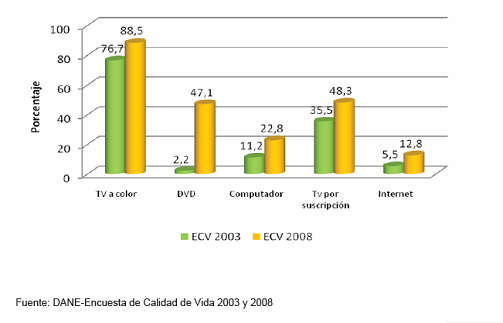 Porcentaje
100
80
60
40
20
0
76,7
88,5
2,2
47,1
11,2
22,8
35,5
48,3
5,5
12,8
TV a color
DVD
Computador
Tv por
suscripción
Internet
ECV 2003
ECV 2008
Fuente: DANE-Encuesta de Calidad de Vida 2003 y 2008